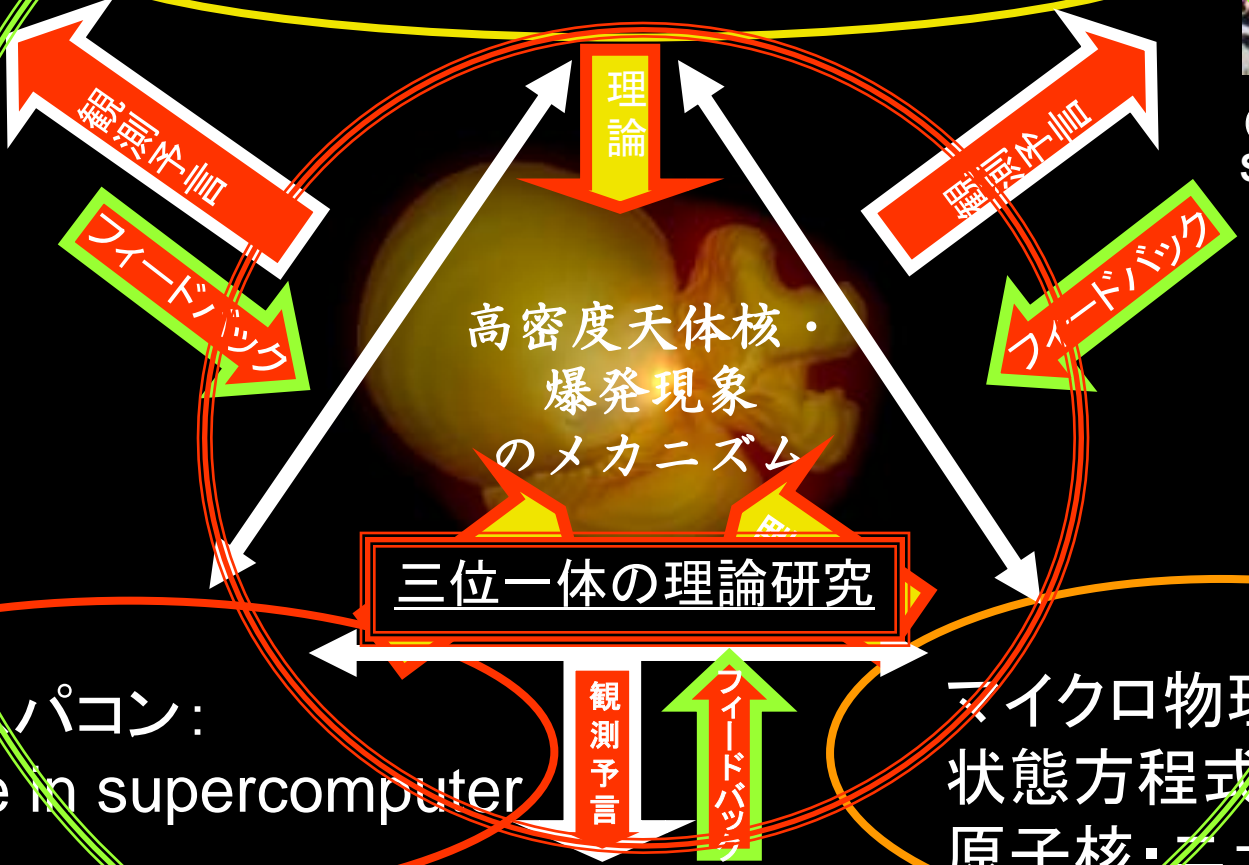 理論
観測予言
観測予言
フィードバック
フィードバック
高密度天体核・
爆発現象
のメカニズム
三位一体の理論研究
観測予言
フィードバック
パコン:
in supercomputer
マイクロ物理
状態方程式
原子核・ニュ